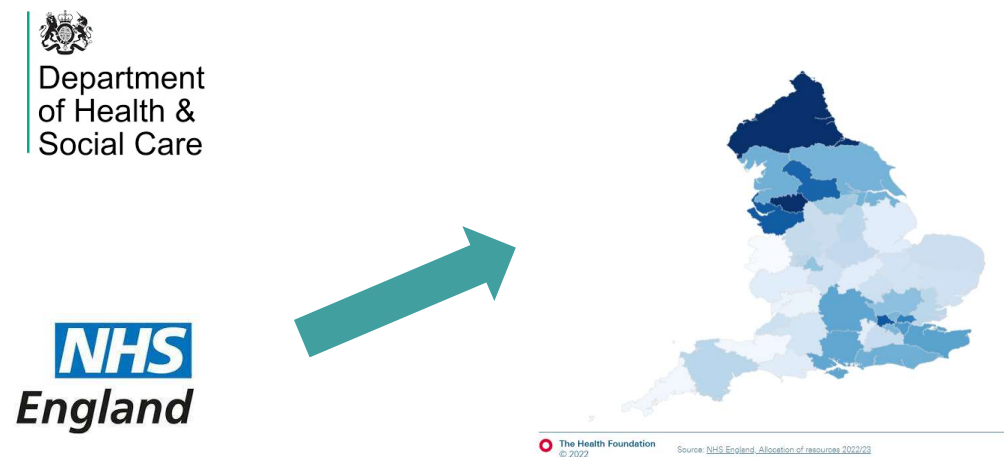 Department
of Health &
Social Care
NHS
England
The Health Foundation
© 2022
Source: NHS England, Allocation of resources 2022/23